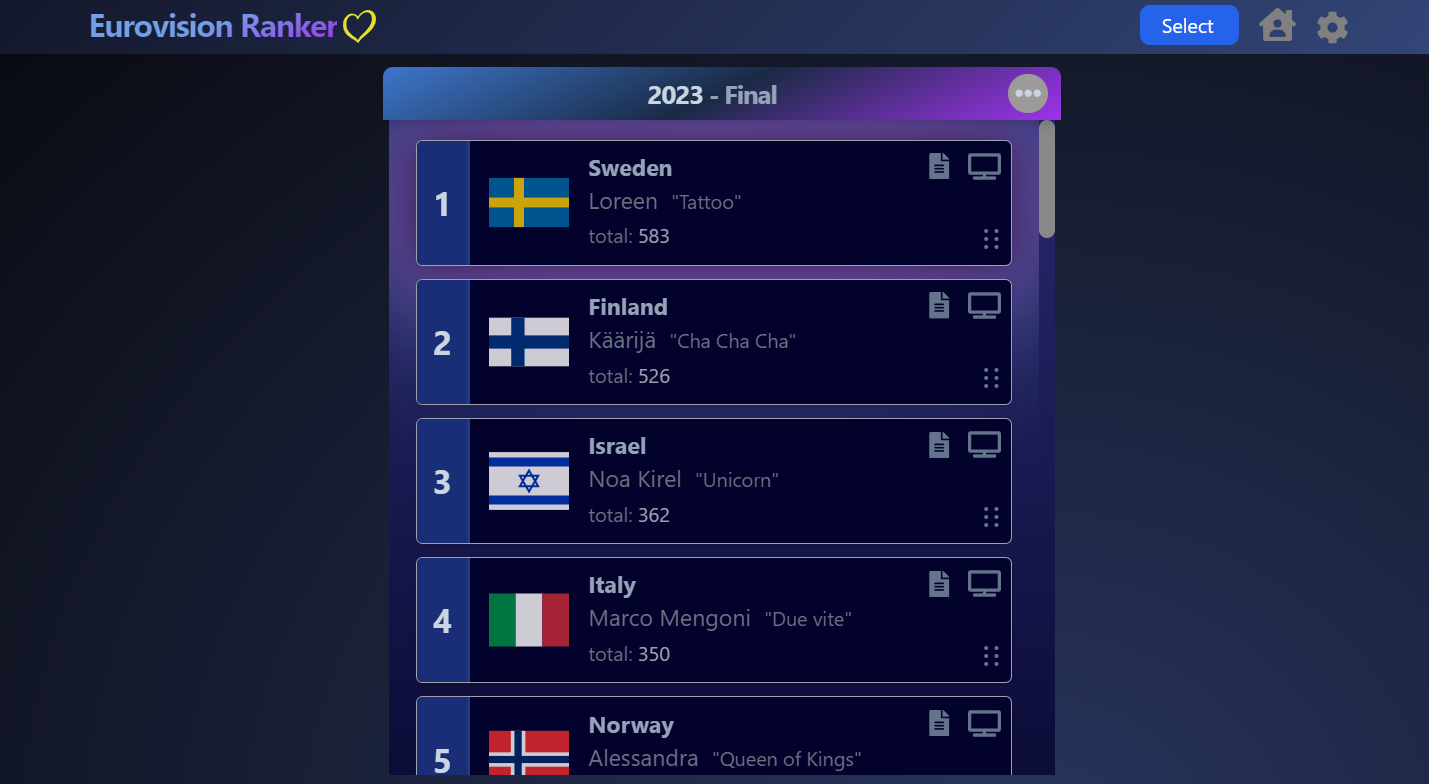 Eurovision Ranker
Select
2023 - Final
1
Sweden
Loreen "Tattoo"
total: 583
2
Finland
Käärijä "Cha Cha Cha"
total: 526
3
Israel
Noa Kirel "Unicorn"
total: 362
4
Italy
Marco Mengoni "Due vite"
total: 350
5
Norway
Alessandra "Queen of Kings"